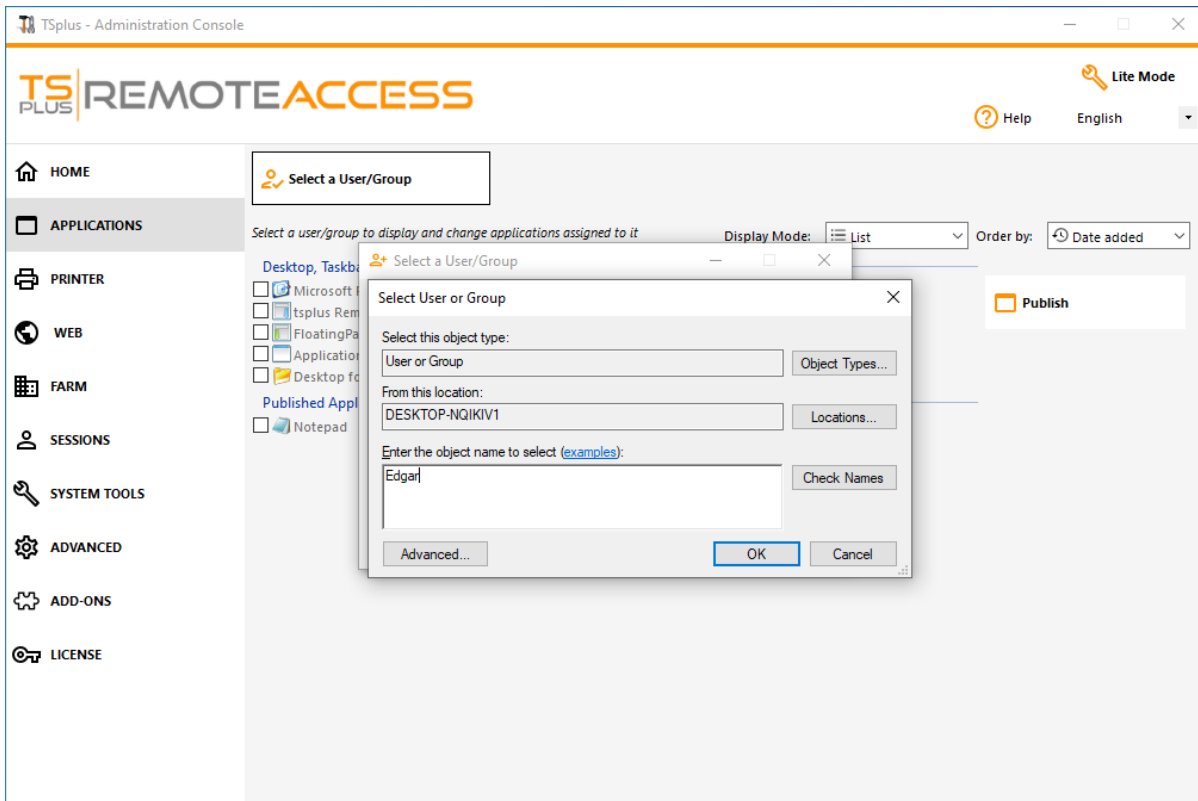 TSplus - Administration Console
TS PLUS REMOTEACCESS
Lite Mode
Help
English
HOME
APPLICATIONS
PRINTER
WEB
FARM
SESSIONS
SYSTEM TOOLS
ADVANCED
ADD-ONS
LICENSE
Select a User/Group
Select a user/group to display and change applications assigned to it
Display Mode:
List
Order by:
Date added
Desktop, Taskba
Microsoft
tsplus Rem
FloatingPa
Application
Desktop fo
Published Appl
Notepad
Publish
Select a User/Group
Select User or Group
Select this object type:
User or Group
Object Types...
From this location:
DESKTOP-NQIKIV1
Locations...
Enter the object name to select (examples):
Edgar
Check Names
Advanced...
OK
Cancel